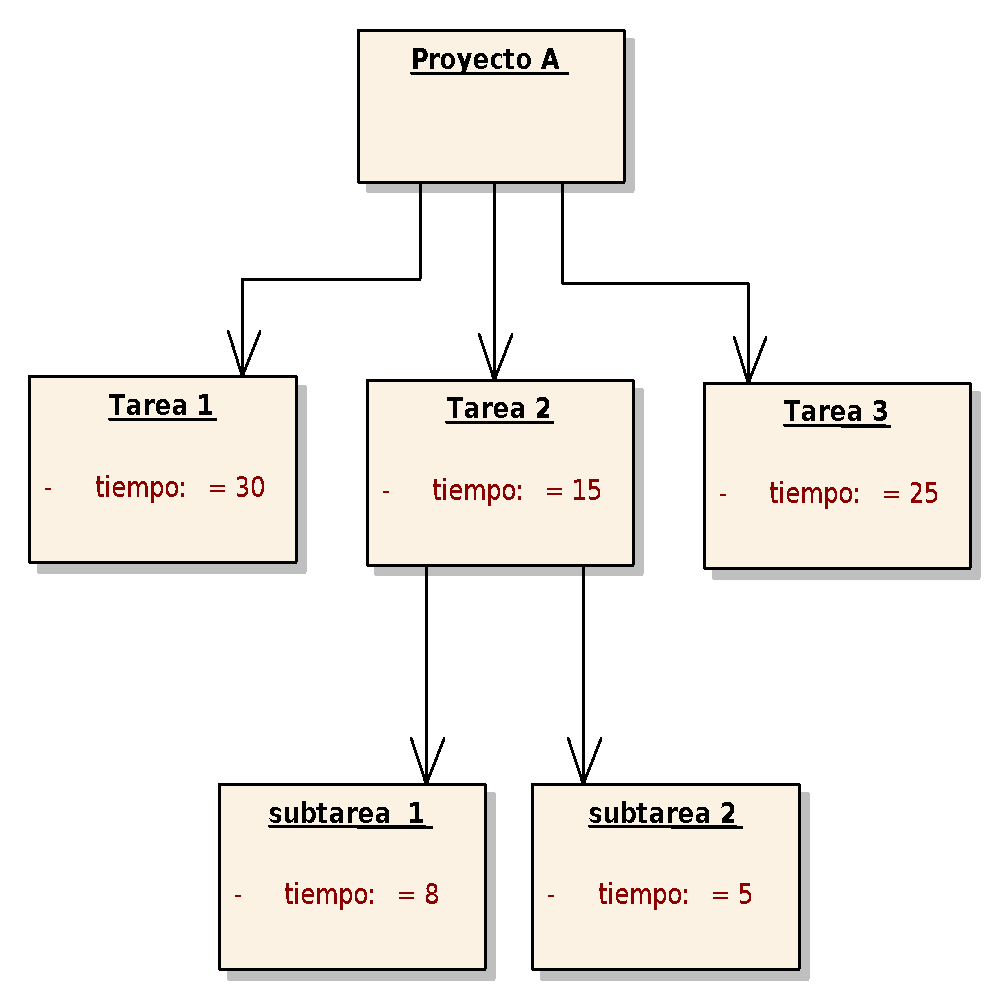 Proyecto A
Tarea 1
- tiempo: = 30
Tarea 2
- tiempo: = 15
Tarea 3
- tiempo: = 25
subtarea 1
- tiempo: = 8
subtarea 2
- tiempo: = 5